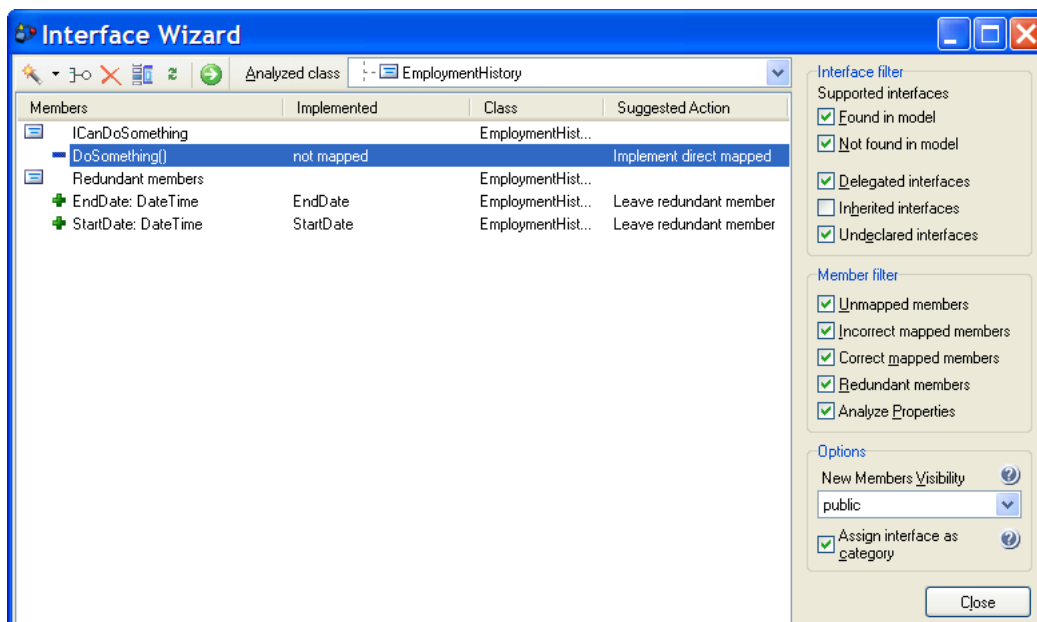 Interface Wizard
Analyzed class EmploymentHistory
Members Implemented Class Suggested Action
ICanDoSomething EmploymentHist...
DoSomething() not mapped Implement direct mapped
Redundant members EmploymentHist...
EndDate: DateTime EndDate EmploymentHist... Leave redundant member
StartDate: DateTime StartDate EmploymentHist... Leave redundant member
Interface filter
Supported interfaces
Found in model
Not found in model
Delegated interfaces
Inherited interfaces
Undeclared interfaces
Member filter
Unmapped members
Incorrect mapped members
Correct mapped members
Redundant members
Analyze Properties
Options
New Members Visibility
public
Assign interface as
category
Close